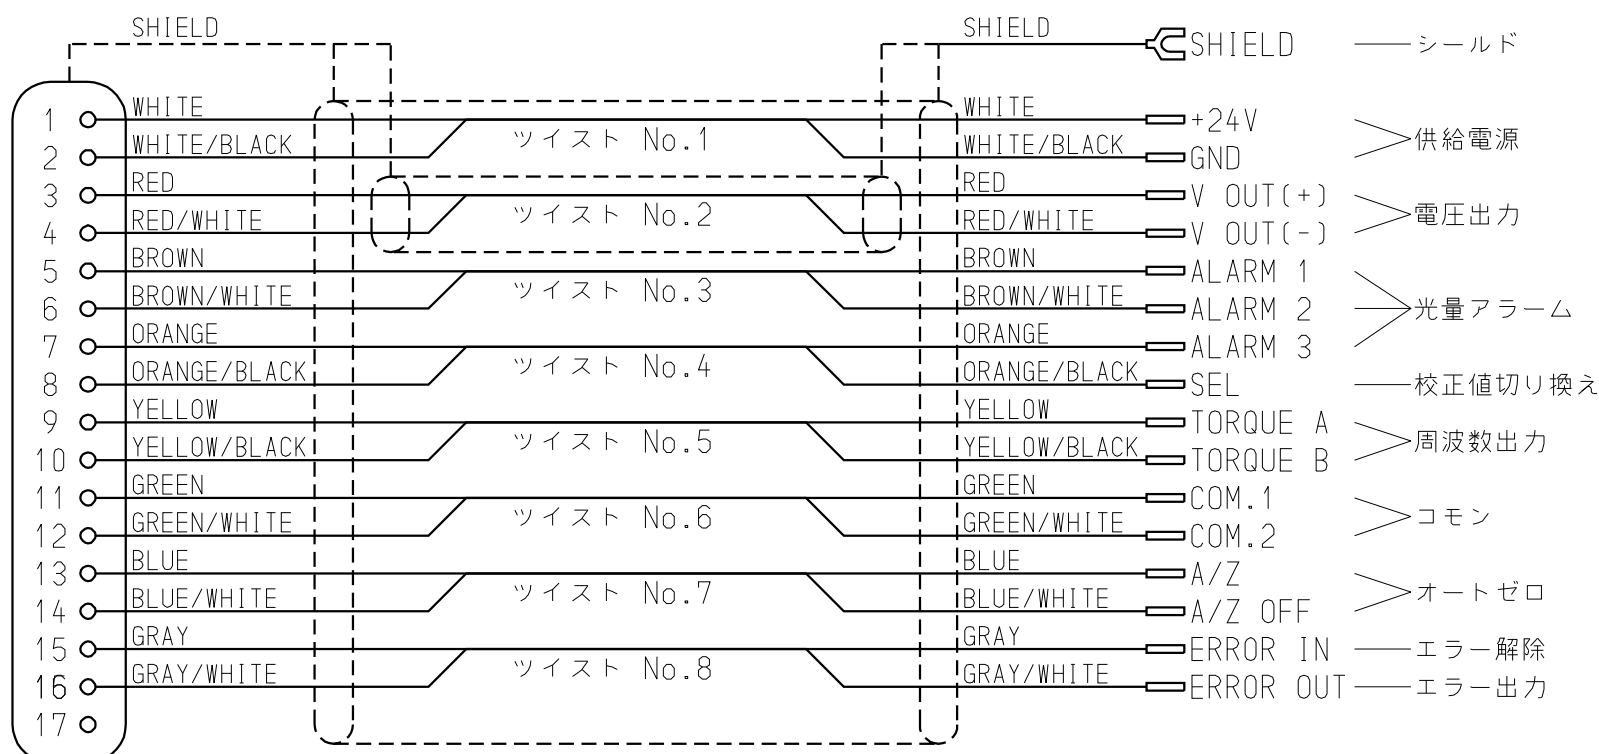 SHIELD SHIELD SHIELD シールド
1 WHITE WHITE +24V
ツイスト No.1 供給電源
2 WHITE/BLACK WHITE/BLACK GND
3 RED RED V OUT(+)
ツイスト No.2 電圧出力
4 RED/WHITE RED/WHITE V OUT(-)
5 BROWN BROWN ALARM 1
ツイスト No.3
6 BROWN/WHITE BROWN/WHITE ALARM 2 光量アラーム
7 ORANGE ORANGE ALARM 3
ツイスト No.4
8 ORANGE/BLACK ORANGE/BLACK SEL 校正値切り換え
9 YELLOW YELLOW TORQUE A
ツイスト No.5 周波数出力
10 YELLOW/BLACK YELLOW/BLACK TORQUE B
11 GREEN GREEN COM.1
ツイスト No.6 コモン
12 GREEN/WHITE GREEN/WHITE COM.2
13 BLUE BLUE A/Z
ツイスト No.7 オートゼロ
14 BLUE/WHITE BLUE/WHITE A/Z OFF
15 GRAY GRAY ERROR IN エラー解除
ツイスト No.8
16 GRAY/WHITE GRAY/WHITE ERROR OUT エラー出力
17